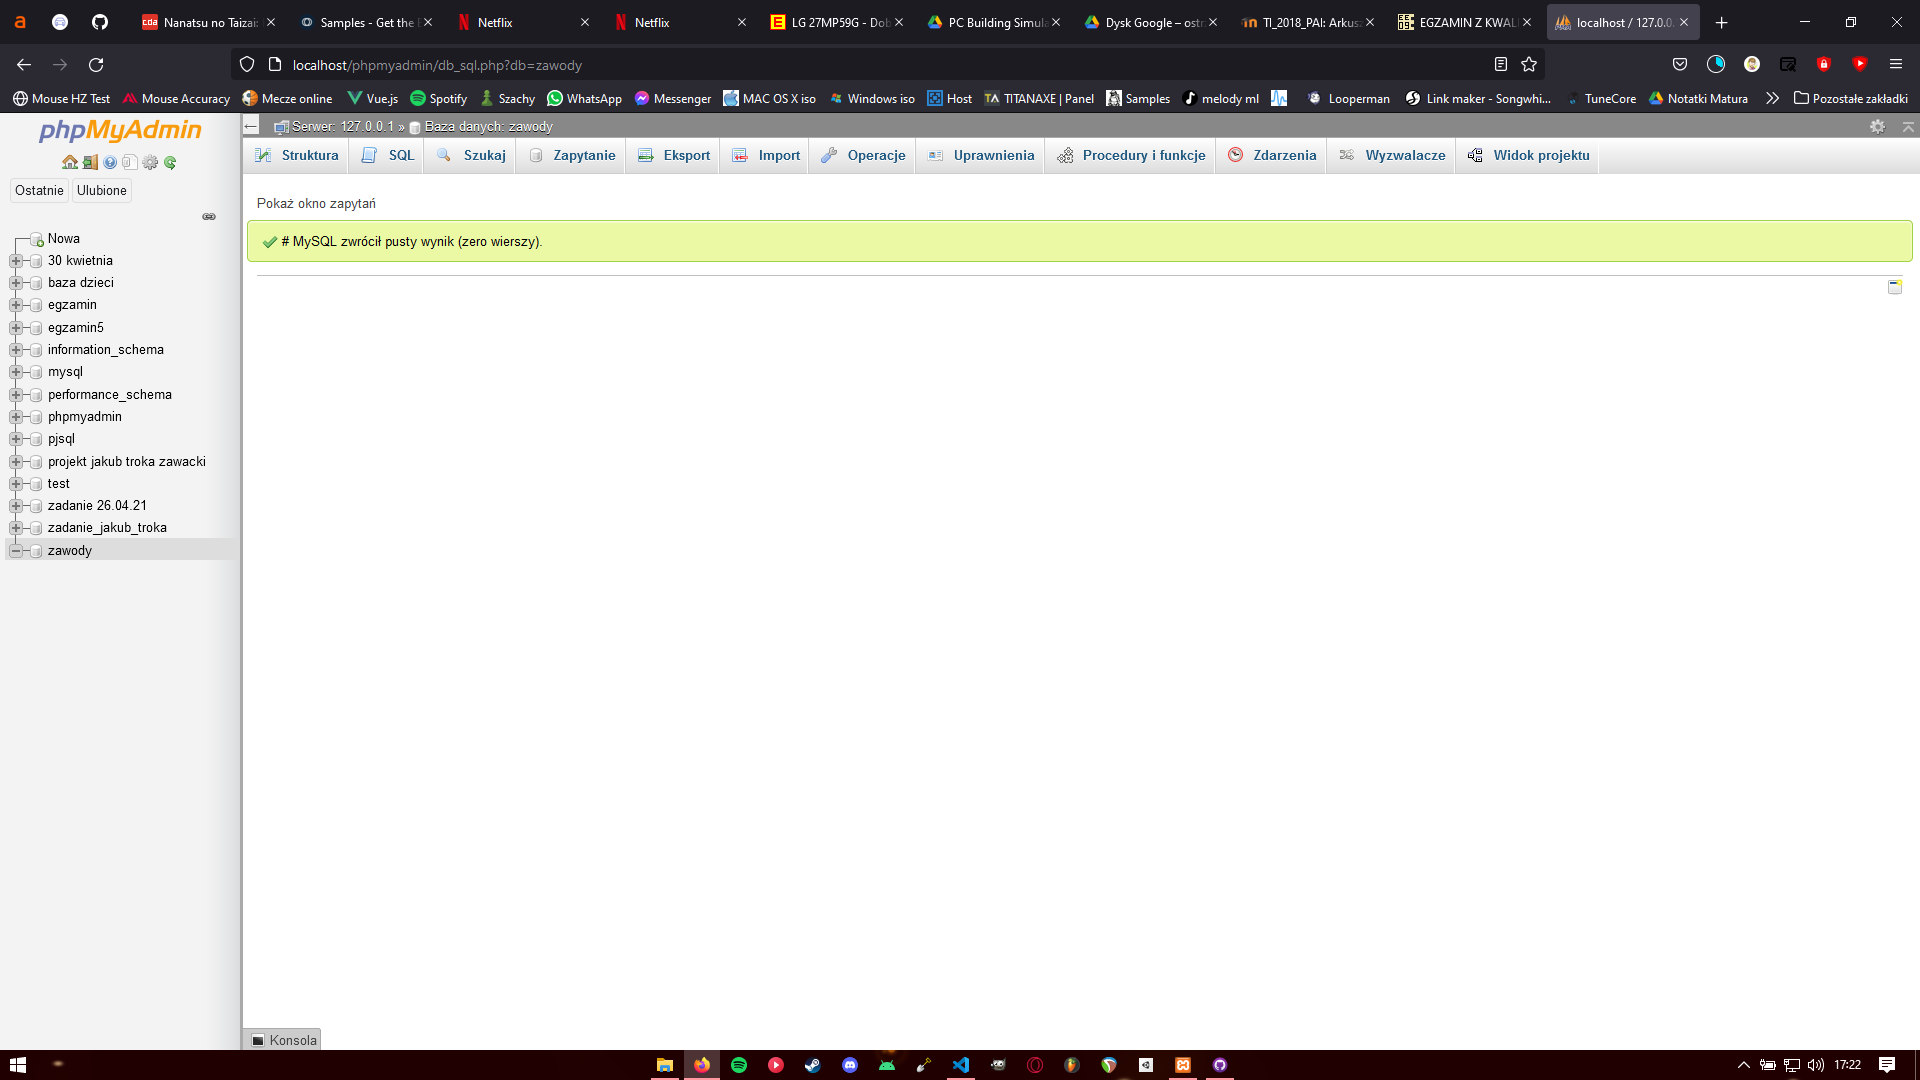 Nanatsu no Taizai:
Samples - Get the
Netflix
Netflix
LG 27MP59G - Dob
PC Building Simula
Dysk Google – ostr
TI_2018_PAI: Arkusz
EGZAMIN Z KWAL
localhost / 127.0.0.
localhost/phpmyadmin/db_sql.php?db=zawody
Mouse HZ Test
Mouse Accuracy
Mecze online
Vue.js
Spotify
Szachy
WhatsApp
Messenger
MAC OS X iso
Windows iso
Host
TITANAXE | Panel
Samples
melody ml
Looperman
Link maker - Songwhi...
TuneCore
Notatki Matura
Pozostałe zakładki
phpMyAdmin
Ostatnie
Ulubione
Nowa
30 kwietnia
baza dzieci
egzamin
egzamin5
information_schema
mysql
performance_schema
phpmyadmin
pjsql
projekt jakub troka zawacki
test
zadanie 26.04.21
zadanie_jakub_troka
zawody
Serwer: 127.0.0.1 » Baza danych: zawody
Struktura
SQL
Szukaj
Zapytanie
Eksport
Import
Operacje
Uprawnienia
Procedury i funkcje
Zdarzenia
Wyzwalacze
Widok projektu
Pokaż okno zapytań
# MySQL zwrócił pusty wynik (zero wierszy).
Konsola
17:22